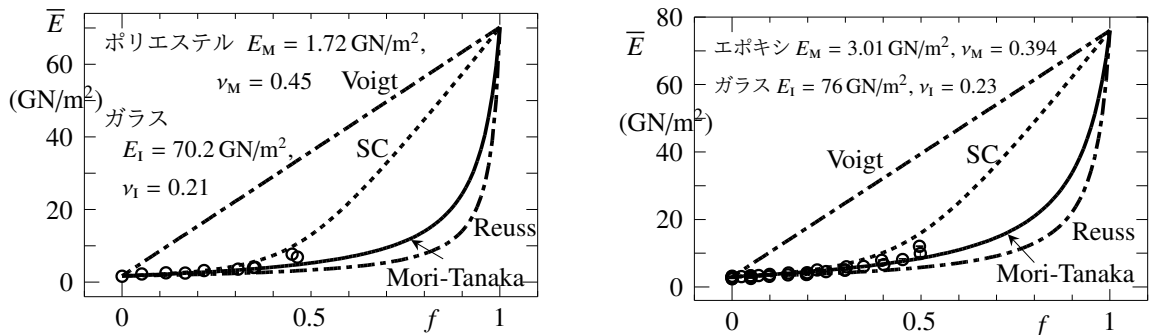 E̅
(GN/m²)
60
40
20
0
ポリエステル E_M = 1.72 GN/m²,
ν_M = 0.45
Voigt
ガラス
E_I = 70.2 GN/m²,
ν_I = 0.21
SC
Reuss
Mori-Tanaka
0
0.5
f
1
80
E̅
60
(GN/m²)
40
20
0
エポキシ E_M = 3.01 GN/m², ν_M = 0.394
ガラス E_I = 76 GN/m², ν_I = 0.23
Voigt
SC
Reuss
Mori-Tanaka
0
0.5
f
1